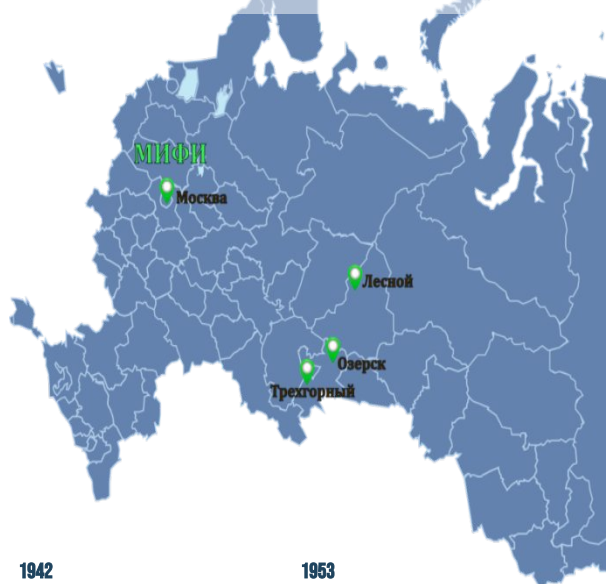 МИФИ
Москва
Лесной
Озерск
Трехгорный
1942
1953